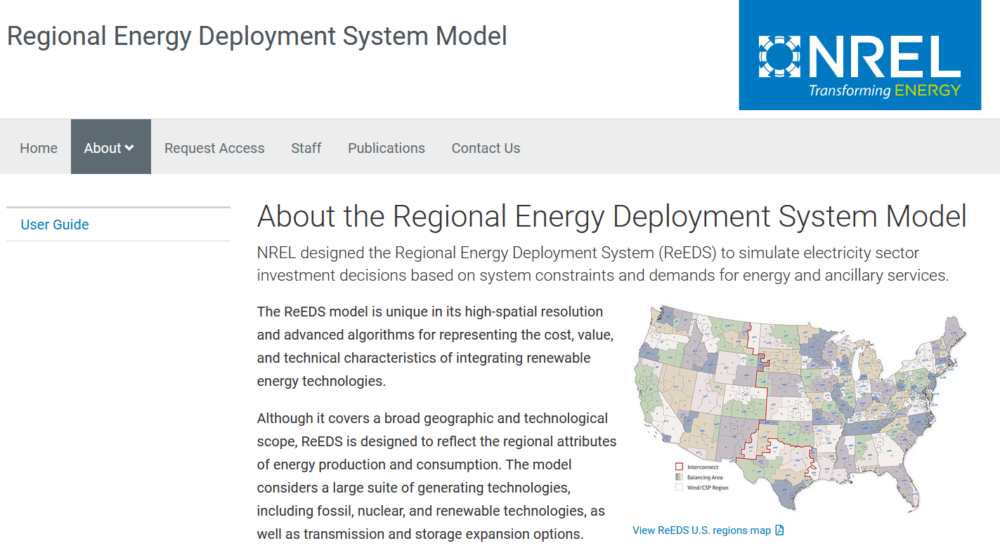 Regional Energy Deployment System Model
NREL
Transforming ENERGY
Home
About
Request Access
Staff
Publications
Contact Us
User Guide
About the Regional Energy Deployment System Model
NREL designed the Regional Energy Deployment System (ReEDS) to simulate electricity sector
investment decisions based on system constraints and demands for energy and ancillary services.
The ReEDS model is unique in its high-spatial resolution
and advanced algorithms for representing the cost, value,
and technical characteristics of integrating renewable
energy technologies.
Although it covers a broad geographic and technological
scope, ReEDS is designed to reflect the regional attributes
of energy production and consumption. The model
considers a large suite of generating technologies,
including fossil, nuclear, and renewable technologies, as
well as transmission and storage expansion options.
Interconnect
Balancing Area
Wind/CSP Region
View ReEDS U.S. regions map